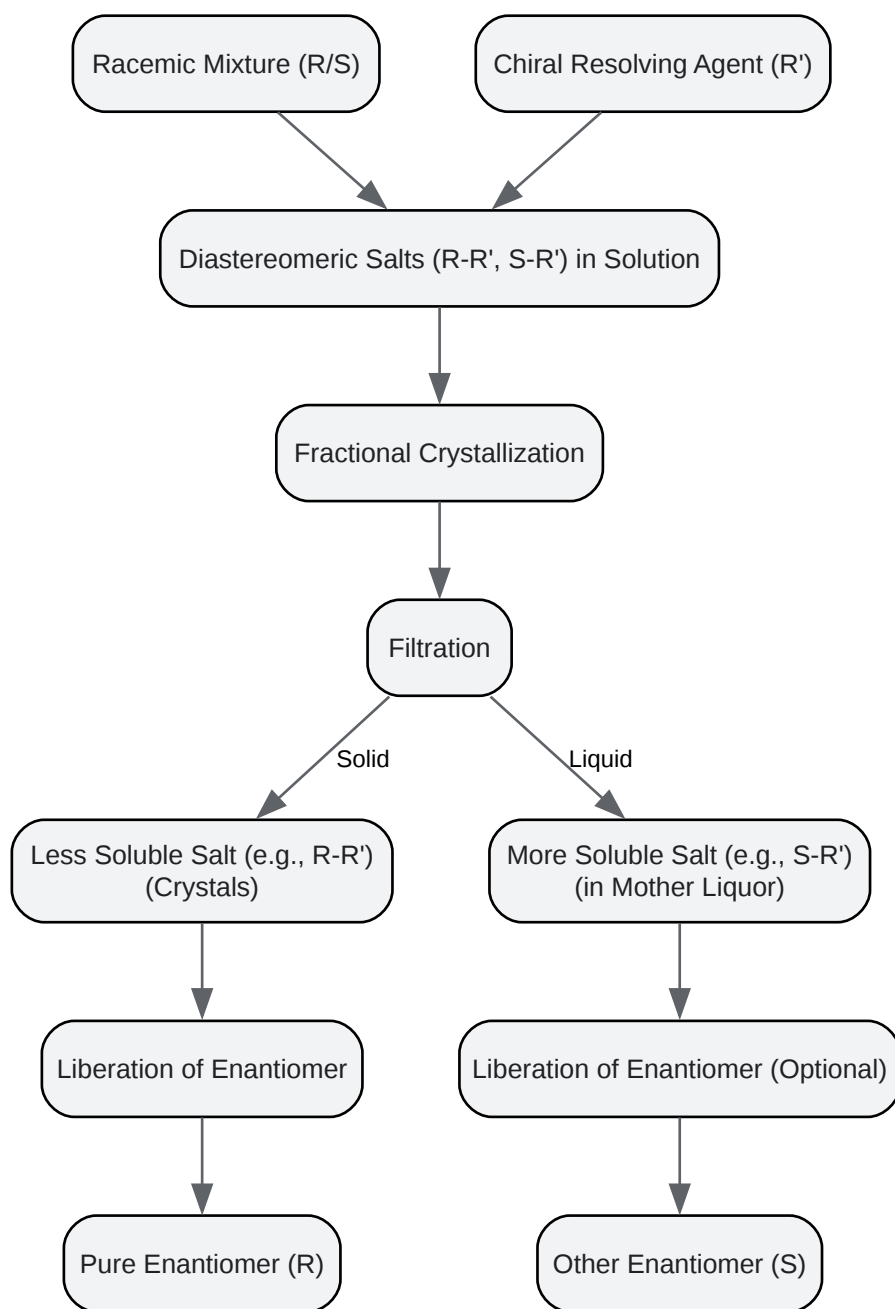 Racemic Mixture (R/S)
Chiral Resolving Agent (R')
Diastereomeric Salts (R-R', S-R') in Solution
Fractional Crystallization
Filtration
Solid
Liquid
Less Soluble Salt (e.g., R-R')
(Crystals)
More Soluble Salt (e.g., S-R')
(in Mother Liquor)
Liberation of Enantiomer
Liberation of Enantiomer (Optional)
Pure Enantiomer (R)
Other Enantiomer (S)